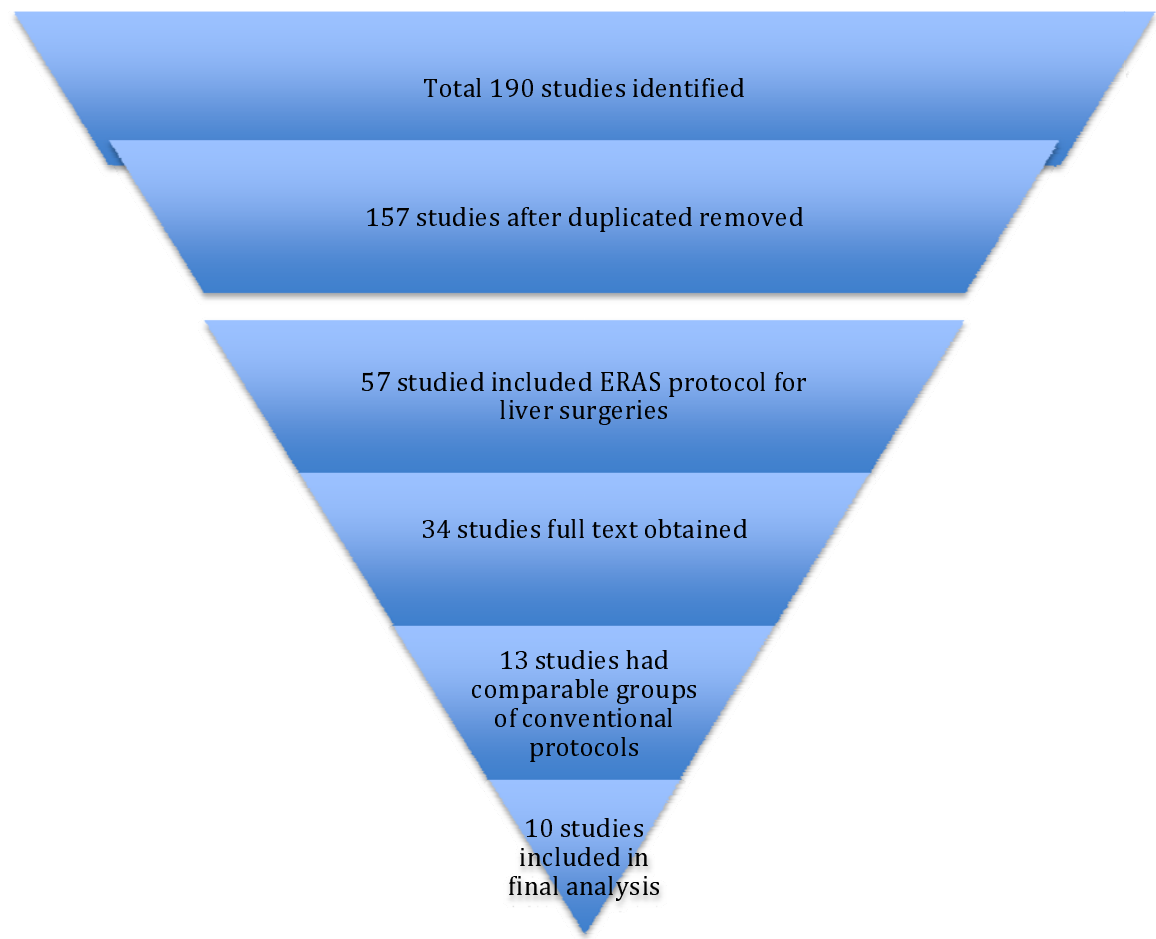 Total 190 studies identified
157 studies after duplicated removed
57 studied included ERAS protocol for
liver surgeries
34 studies full text obtained
13 studies had
comparable groups
of conventional
protocols
10 studies
included in
final analysis